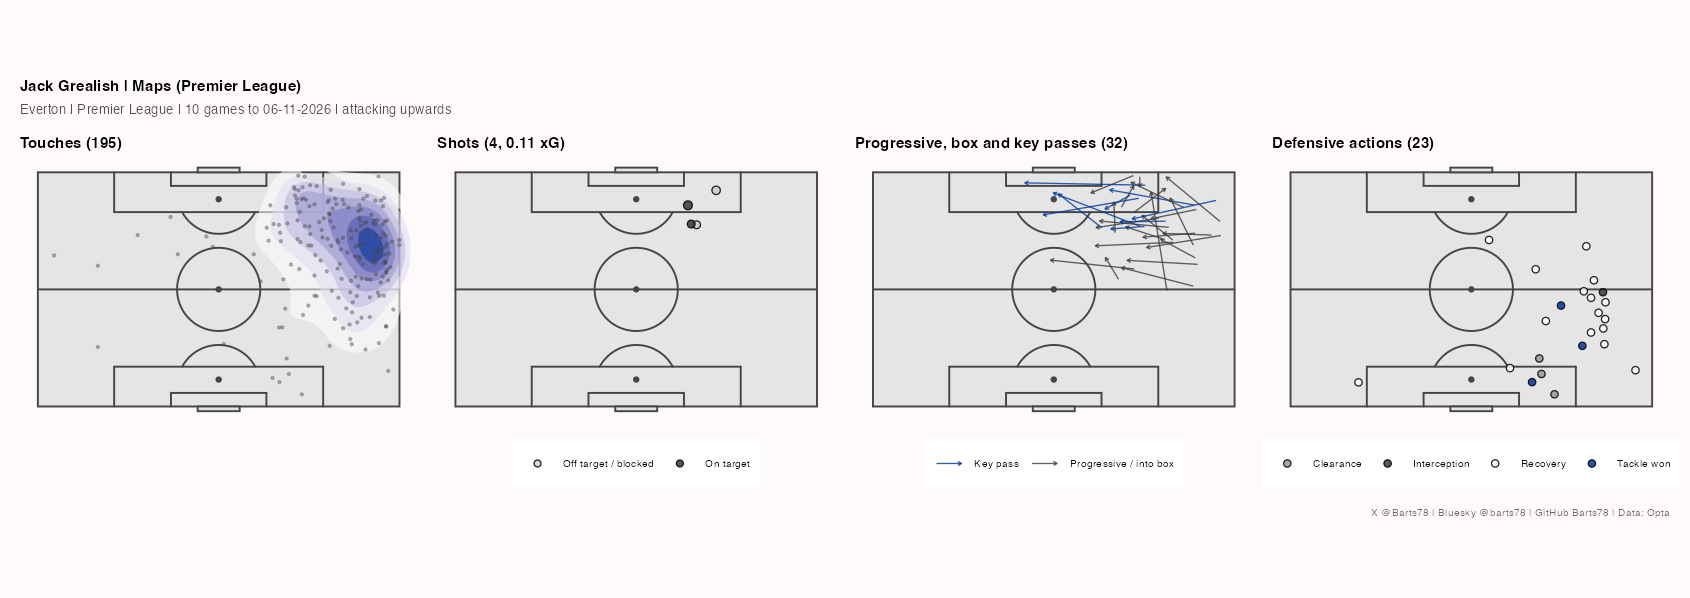 Jack Grealish | Maps (Premier League)
Everton | Premier League | 10 games to 06-11-2026 | attacking upwards
Touches (195)
Shots (4, 0.11 xG)
Progressive, box and key passes (32)
Defensive actions (23)
Off target / blocked
On target
Key pass
Progressive / into box
Clearance
Interception
Recovery
Tackle won
X @Barts78 | Bluesky @barts78 | GitHub Barts78 | Data: Opta